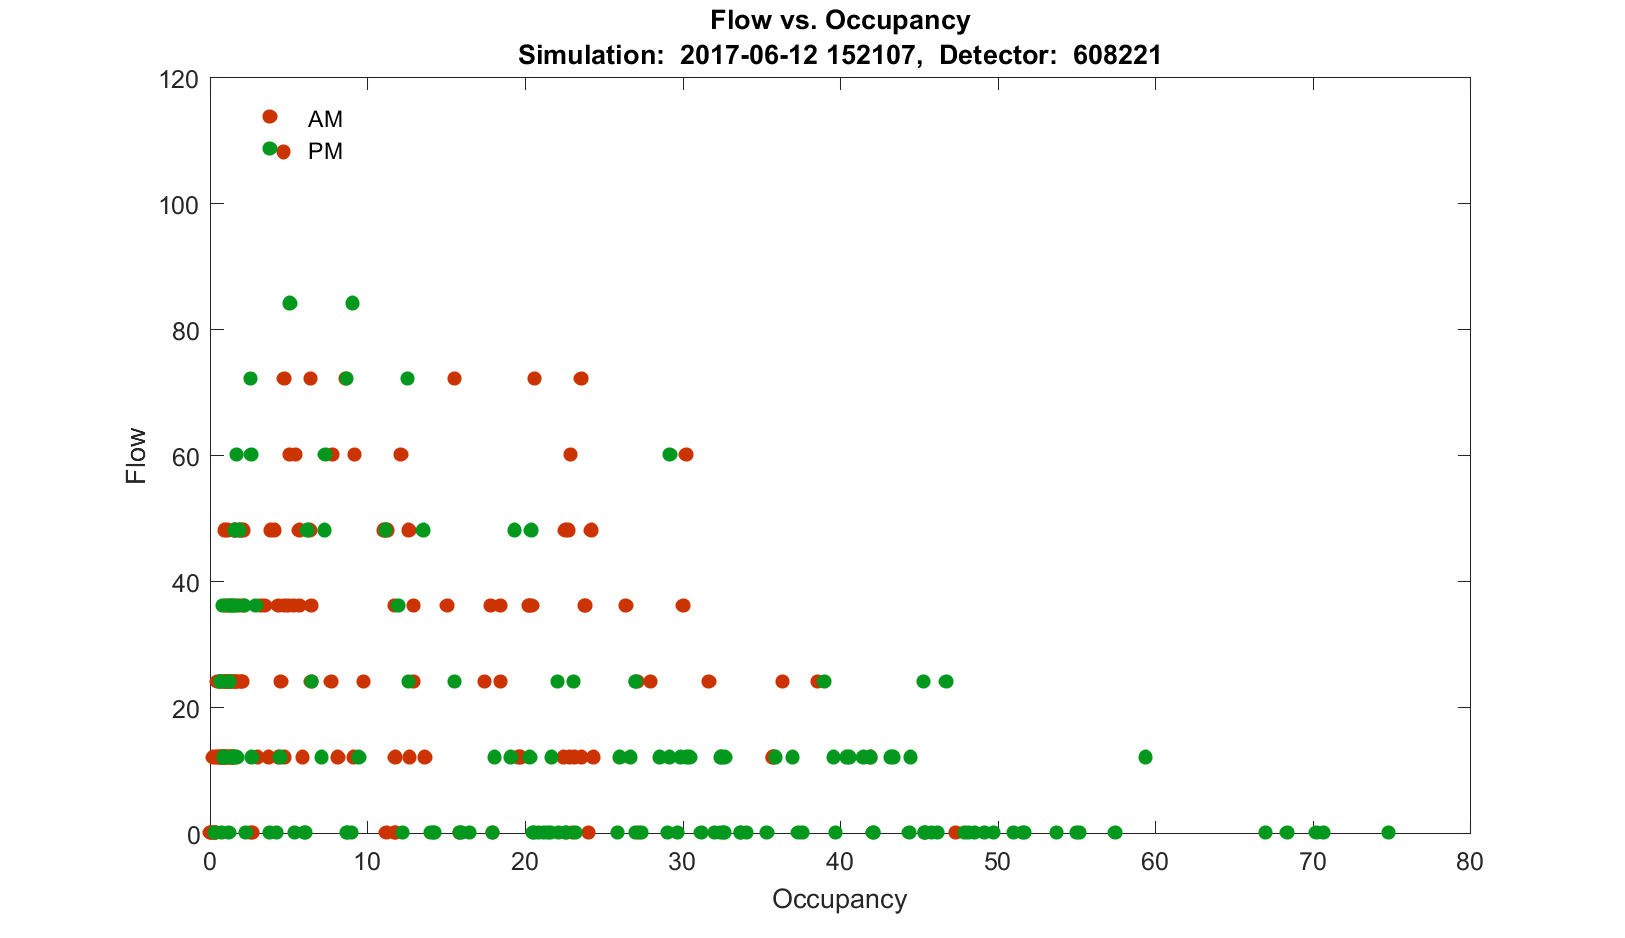 Flow vs. Occupancy
Simulation:  2017-06-12 152107,  Detector:  608221
120
AM
PM
100
80
60
Flow
40
20
0
0 10 20 30 40 50 60 70 80
Occupancy